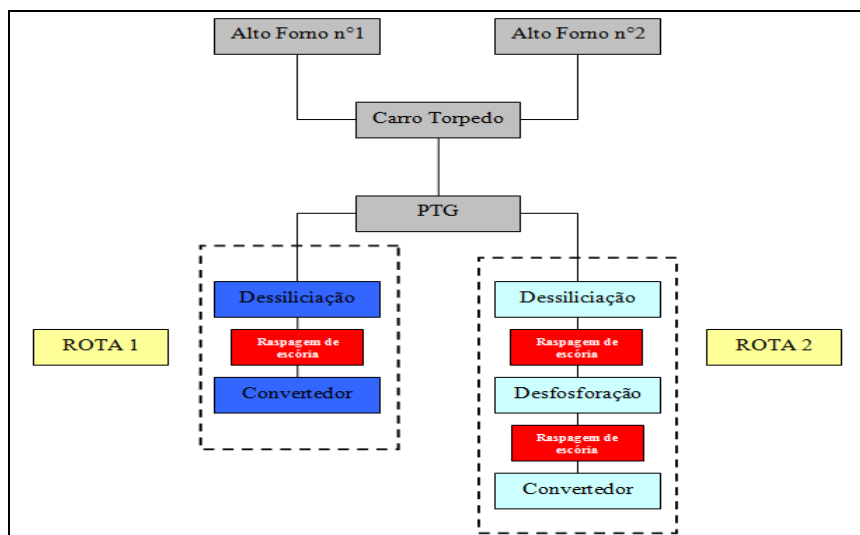 Alto Forno n°1
Alto Forno n°2
Carro Torpedo
PTG
Dessiliciação
Dessiliciação
ROTA 1
Raspagem de
escória
Raspagem de
escória
ROTA 2
Convertedor
Desfosforação
Raspagem de
escória
Convertedor